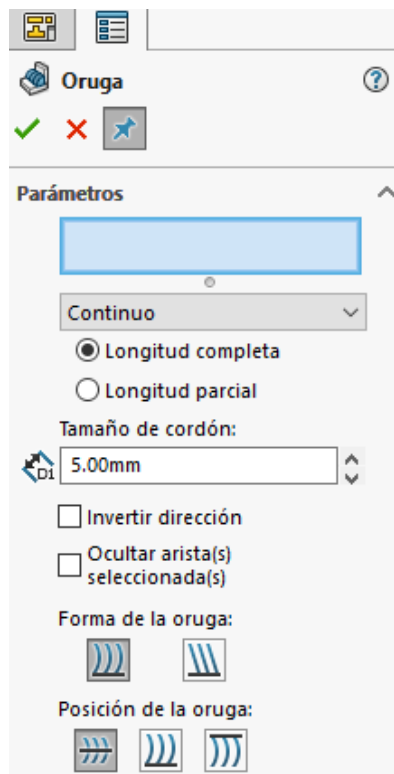 Oruga
Parámetros
Continuo
Longitud completa
Longitud parcial
Tamaño de cordón:
D1
5.00mm
Invertir dirección
Ocultar arista(s)
seleccionada(s)
Forma de la oruga:
Posición de la oruga: